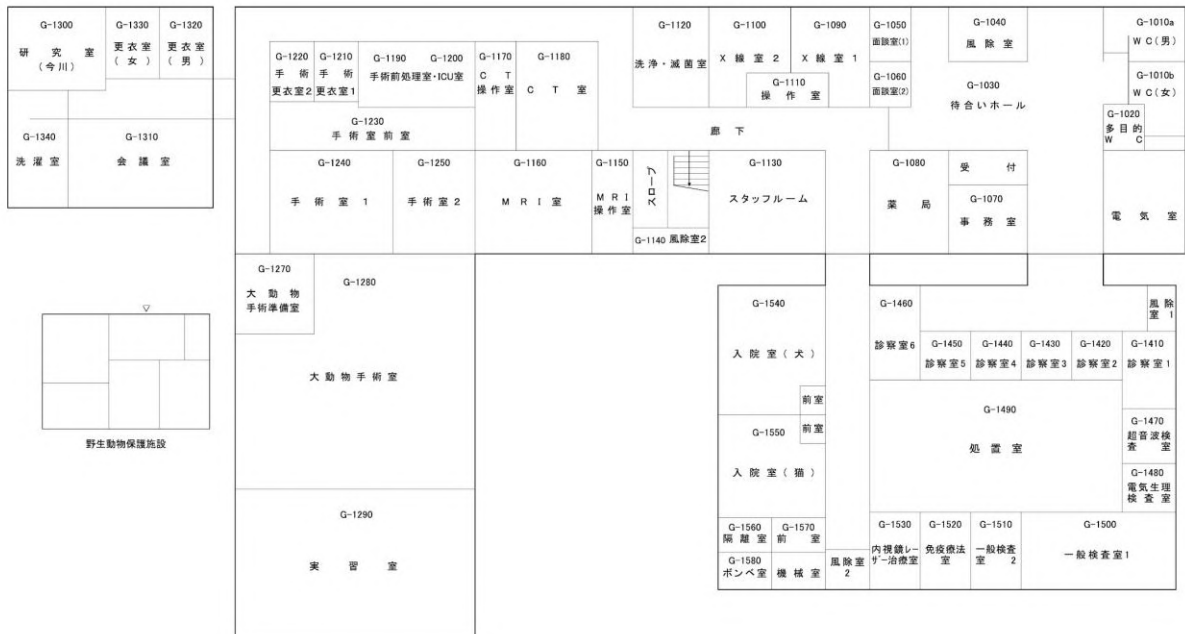 G-1300
研究室
(今川)
G-1330
更衣室
(女)
G-1320
更衣室
(男)
G-1340
洗濯室
G-1310
会議室
G-1220
手術
更衣室2
G-1210
手術
更衣室1
G-1190 G-1200
手術前処理室・ICU室
G-1170
CT
操作室
G-1180
CT室
G-1230
手術室前室
G-1240
手術室1
G-1250
手術室2
G-1160
MRI室
G-1150
MRI
操作室
スロープ
G-1140 風除室2
G-1120
洗浄・滅菌室
G-1100
X線室2
G-1090
X線室1
G-1110
操作室
G-1050
面談室(1)
G-1060
面談室(2)
G-1040
風除室
G-1030
待合いホール
G-1010a
WC(男)
G-1010b
WC(女)
G-1020
多目的
WC
廊下
G-1130
スタッフルーム
G-1080
薬局
受付
G-1070
事務室
電気室
G-1270
大動物
手術準備室
G-1280
大動物手術室
G-1290
実習室
野生動物保護施設
G-1540
入院室(犬)
前室
前室
G-1550
入院室(猫)
G-1560
隔離室
G-1570
前室
G-1580
ボンベ室
機械室
風除室
2
G-1460
診察室6
風除
室1
G-1450
診察室5
G-1440
診察室4
G-1430
診察室3
G-1420
診察室2
G-1410
診察室1
G-1490
処置室
G-1470
超音波検
査室
G-1480
電気生理
検査室
G-1530
内視鏡レー
ザー治療室
G-1520
免疫療法
室
G-1510
一般検査
室2
G-1500
一般検査室1